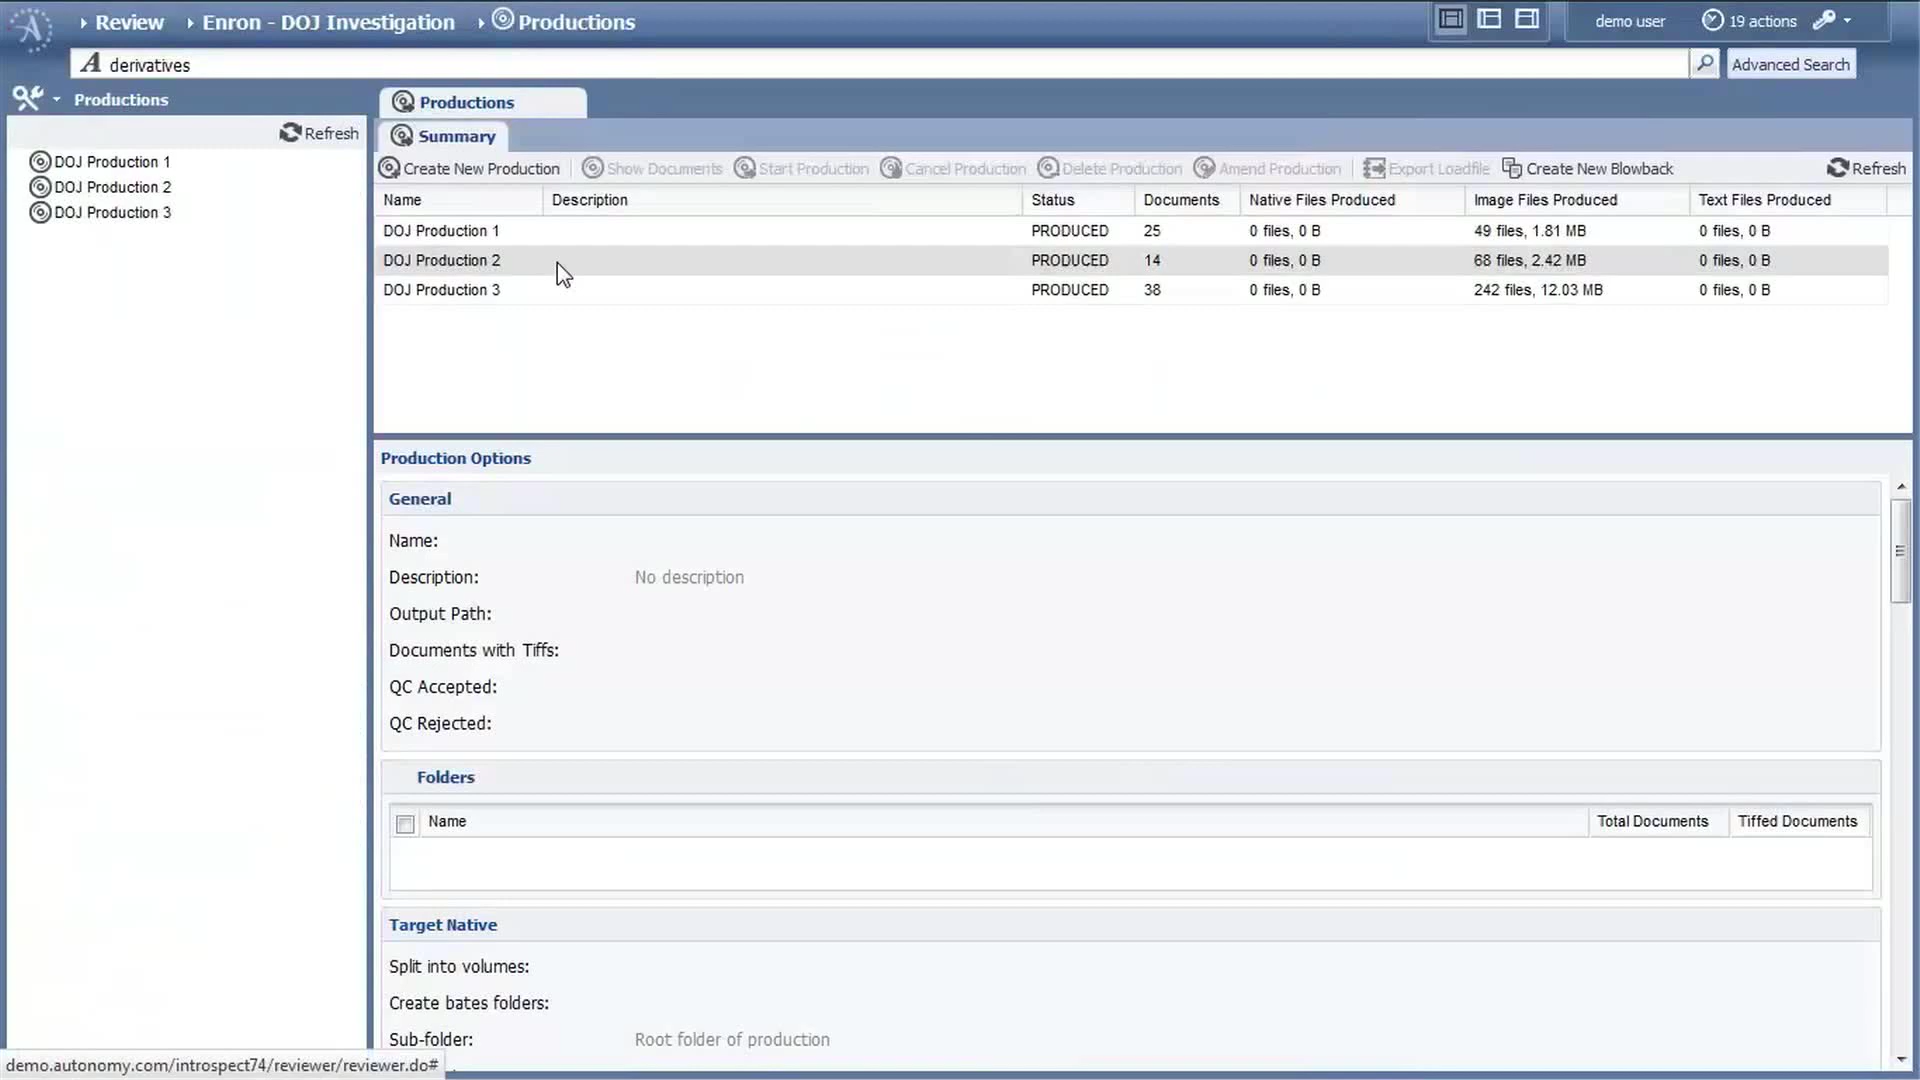 Review Enron - DOJ Investigation Productions demo user 19 actions
A derivatives Advanced Search
Productions
Refresh
DOJ Production 1
DOJ Production 2
DOJ Production 3
Productions
Summary
Create New Production Show Documents Start Production Cancel Production Delete Production Amend Production Export Loadfile Create New Blowback Refresh
Name Description Status Documents Native Files Produced Image Files Produced Text Files Produced
DOJ Production 1 PRODUCED 25 0 files, 0 B 49 files, 1.81 MB 0 files, 0 B
DOJ Production 2 PRODUCED 14 0 files, 0 B 68 files, 2.42 MB 0 files, 0 B
DOJ Production 3 PRODUCED 38 0 files, 0 B 242 files, 12.03 MB 0 files, 0 B
Production Options
General
Name:
Description: No description
Output Path:
Documents with Tiffs:
QC Accepted:
QC Rejected:
Folders
Name Total Documents Tiffed Documents
Target Native
Split into volumes:
Create bates folders:
Sub-folder: Root folder of production
demo.autonomy.com/introspect74/reviewer/reviewer.do#